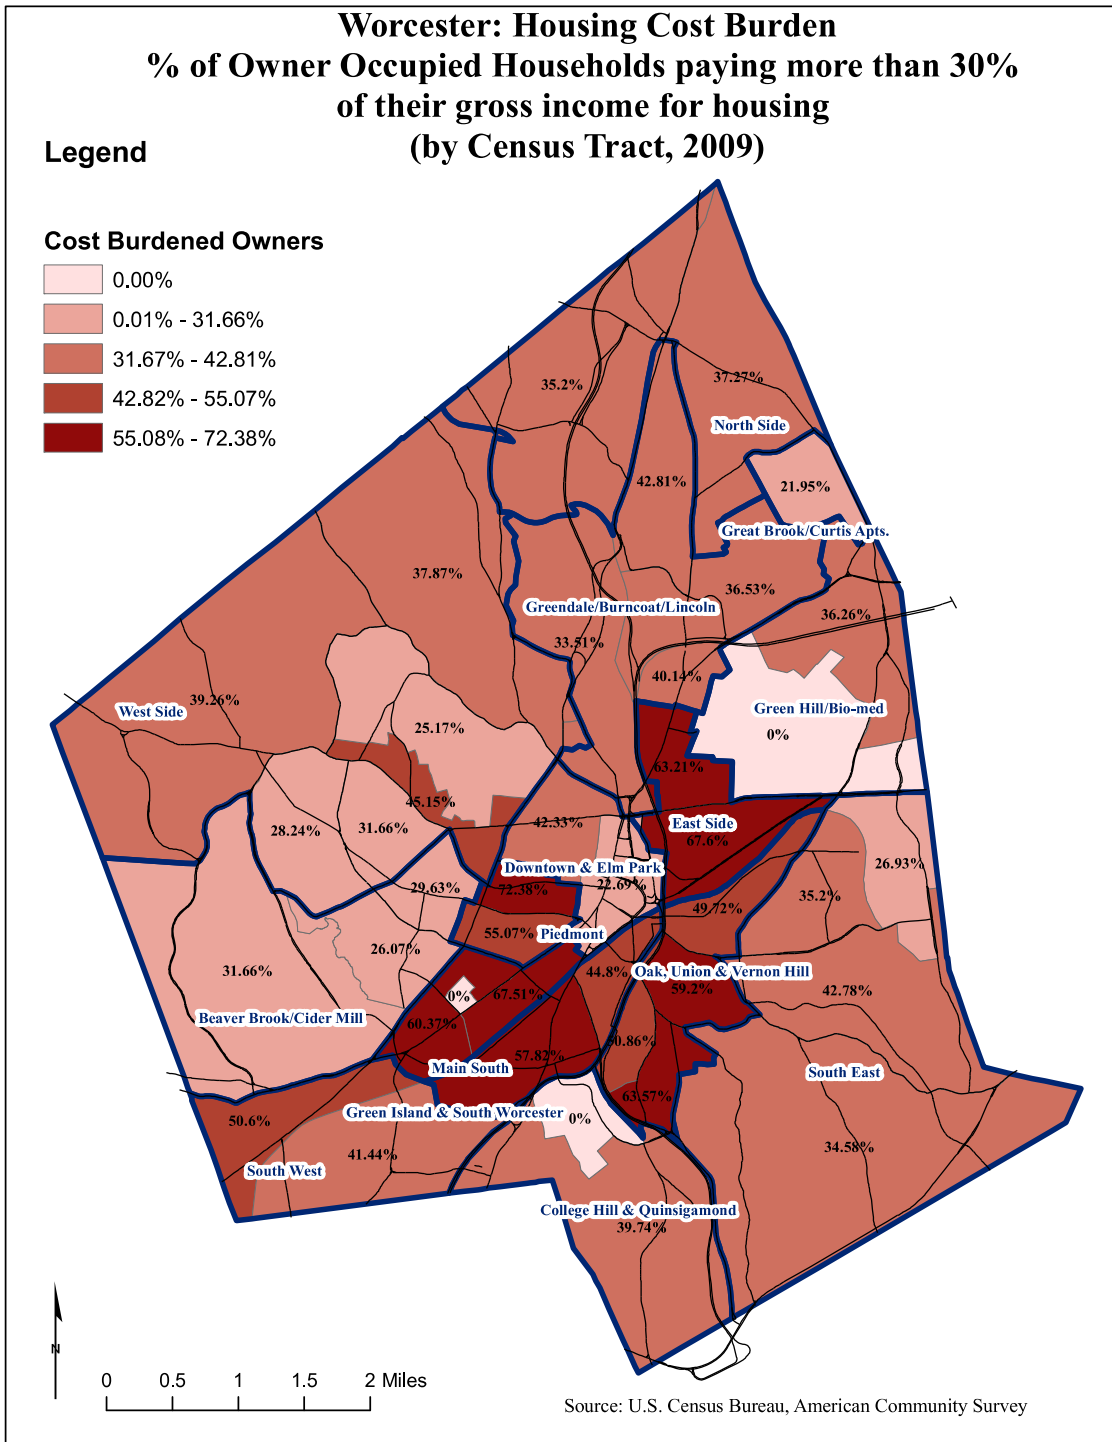 Worcester: Housing Cost Burden
% of Owner Occupied Households paying more than 30%
of their gross income for housing
(by Census Tract, 2009)
Legend
Cost Burdened Owners
0.00%
0.01% - 31.66%
31.67% - 42.81%
42.82% - 55.07%
55.08% - 72.38%
35.2%
37.27%
North Side
42.81%
21.95%
Great Brook/Curtis Apts.
37.87%
36.53%
Greendale/Burncoat/Lincoln
36.26%
33.51%
40.14%
39.26%
West Side
Green Hill/Bio-med
25.17%
0%
63.21%
45.15%
42.33%
East Side
28.24%
31.66%
67.6%
26.93%
Downtown & Elm Park
29.63%
72.38%
22.69%
35.2%
49.72%
55.07%
Piedmont
26.07%
31.66%
44.8%
Oak, Union & Vernon Hill
59.2%
42.78%
0%
67.51%
Beaver Brook/Cider Mill
60.37%
50.86%
57.82%
Main South
South East
63.57%
Green Island & South Worcester
0%
50.6%
41.44%
34.58%
South West
College Hill & Quinsigamond
39.74%
N
0 0.5 1 1.5 2 Miles
Source: U.S. Census Bureau, American Community Survey